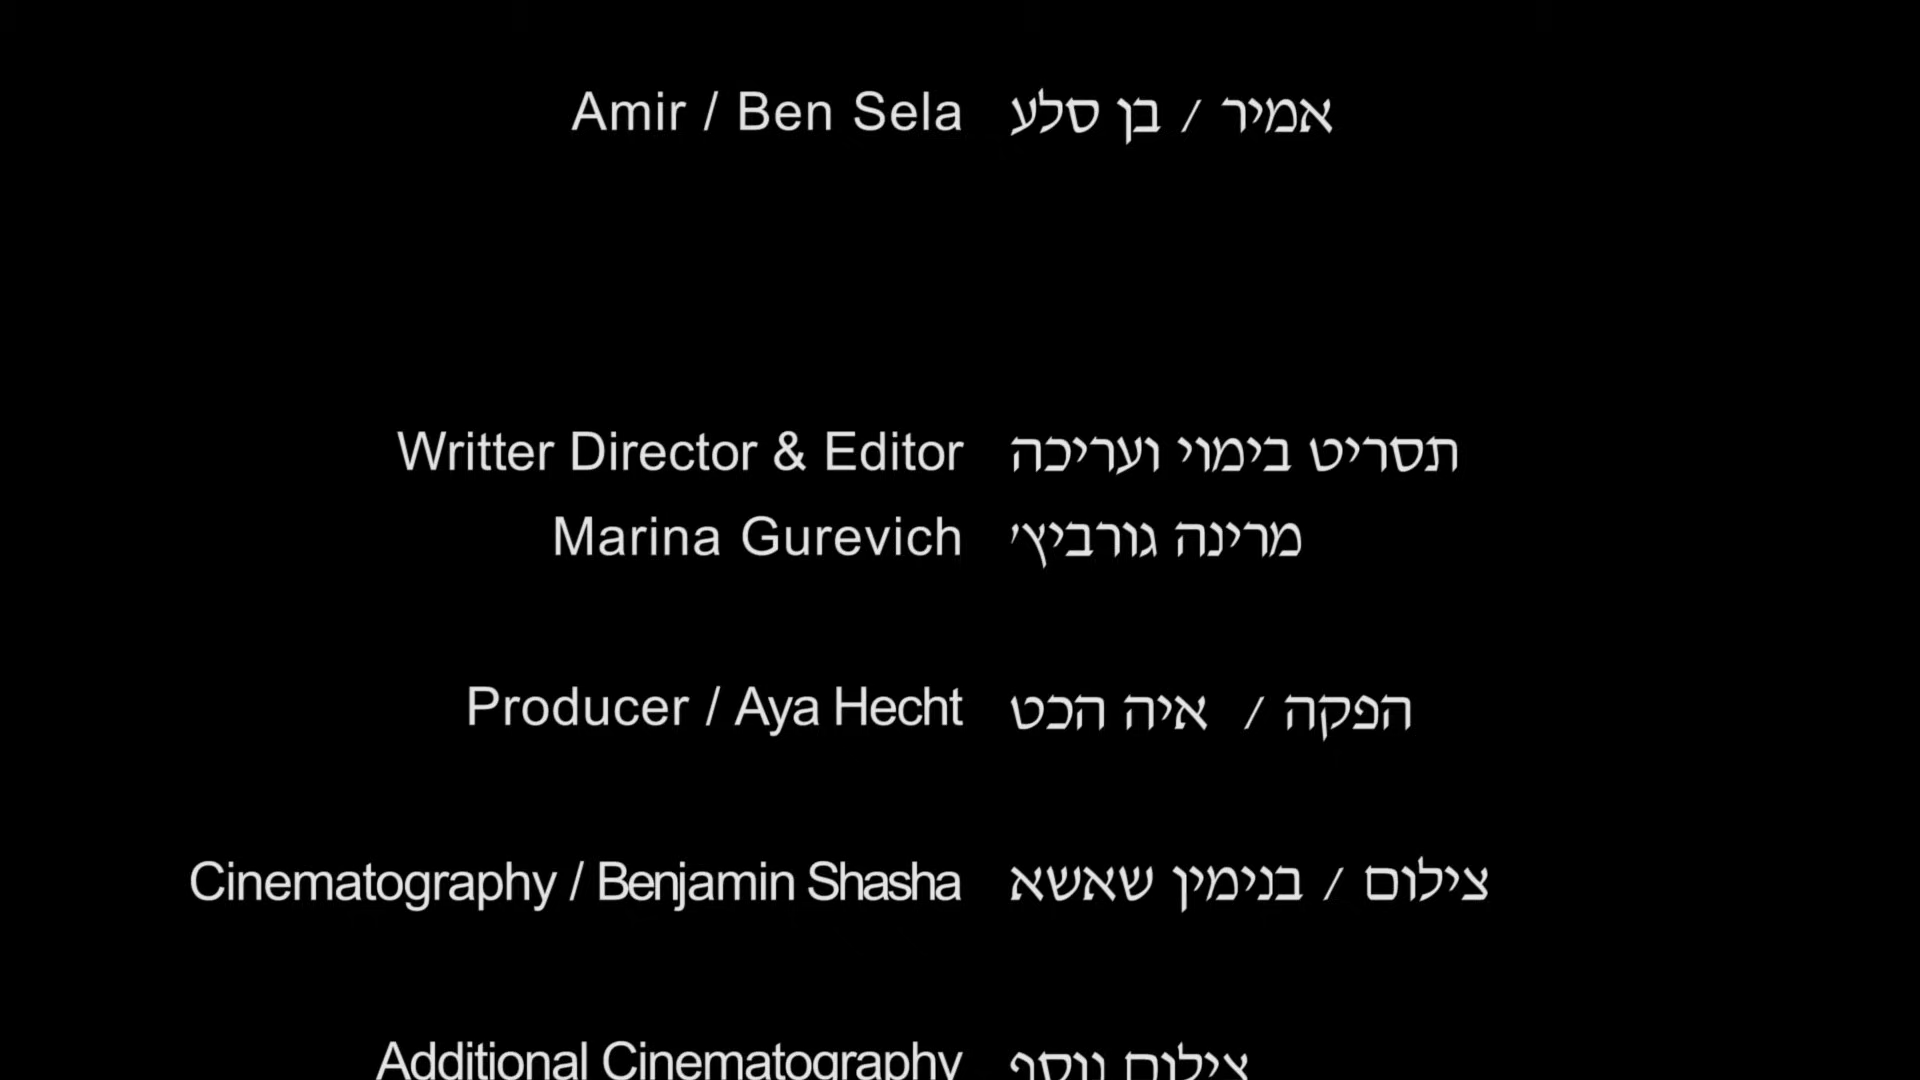 Amir / Ben Sela אמיר / בן סלע
Writter Director & Editor תסריט בימוי ועריכה
Marina Gurevich מרינה גורביץ'
Producer / Aya Hecht הפקה / איה הכט
Cinematography / Benjamin Shasha צילום / בנימין שאשא
Additional Cinematography צילום נוסף